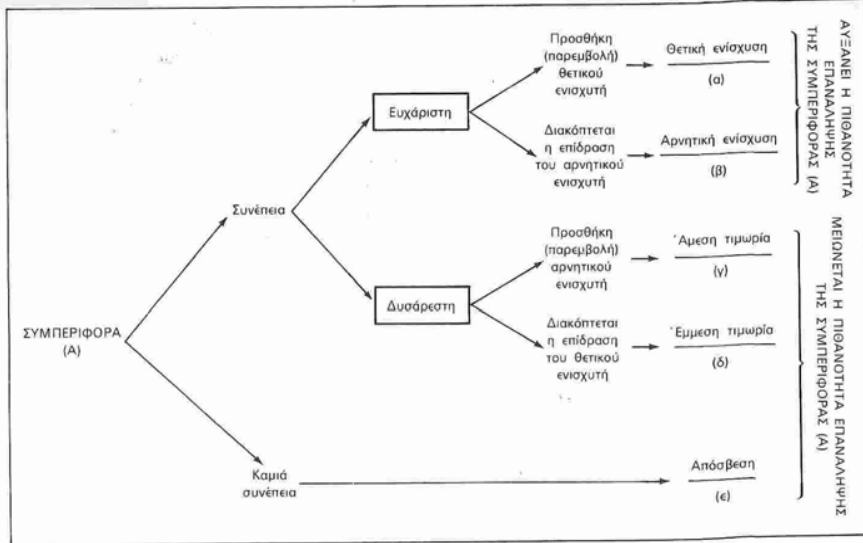 Προσθήκη
(παρεμβολή)
θετικού
ενισχυτή
Θετική ενίσχυση
(α)
Ευχάριστη
Διακόπτεται
η επίδραση
του αρνητικού
ενισχυτή
Αρνητική ενίσχυση
(β)
ΑΥΞΑΝΕΙ Η ΠΙΘΑΝΟΤΗΤΑ
ΕΠΑΝΑΛΗΨΗΣ
ΤΗΣ ΣΥΜΠΕΡΙΦΟΡΑΣ (Α)
Συνέπεια
Προσθήκη
(παρεμβολή)
αρνητικού
ενισχυτή
Άμεση τιμωρία
(γ)
Δυσάρεστη
Διακόπτεται
η επίδραση
του θετικού
ενισχυτή
Έμμεση τιμωρία
(δ)
ΣΥΜΠΕΡΙΦΟΡΑ
(Α)
Καμιά
συνέπεια
Απόσβεση
(ε)
ΜΕΙΩΝΕΤΑΙ Η ΠΙΘΑΝΟΤΗΤΑ ΕΠΑΝΑΛΗΨΗΣ
ΤΗΣ ΣΥΜΠΕΡΙΦΟΡΑΣ (Α)